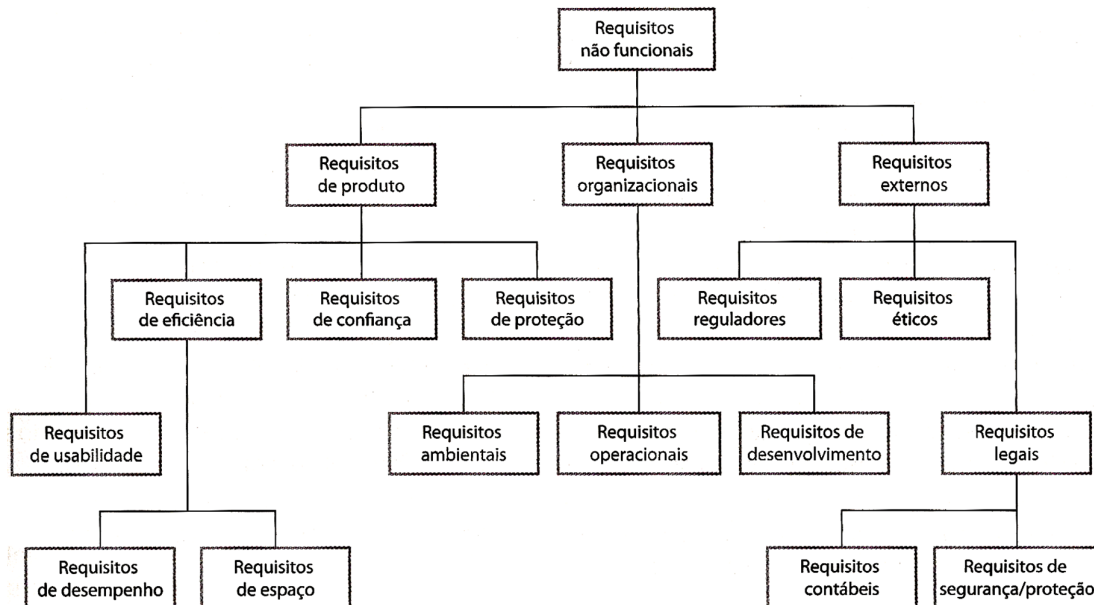 Requisitos
não funcionais
Requisitos
de produto
Requisitos
organizacionais
Requisitos
externos
Requisitos
de eficiência
Requisitos
de confiança
Requisitos
de proteção
Requisitos
reguladores
Requisitos
éticos
Requisitos
de usabilidade
Requisitos
ambientais
Requisitos
operacionais
Requisitos de
desenvolvimento
Requisitos
legais
Requisitos
de desempenho
Requisitos
de espaço
Requisitos
contábeis
Requisitos de
segurança/proteção